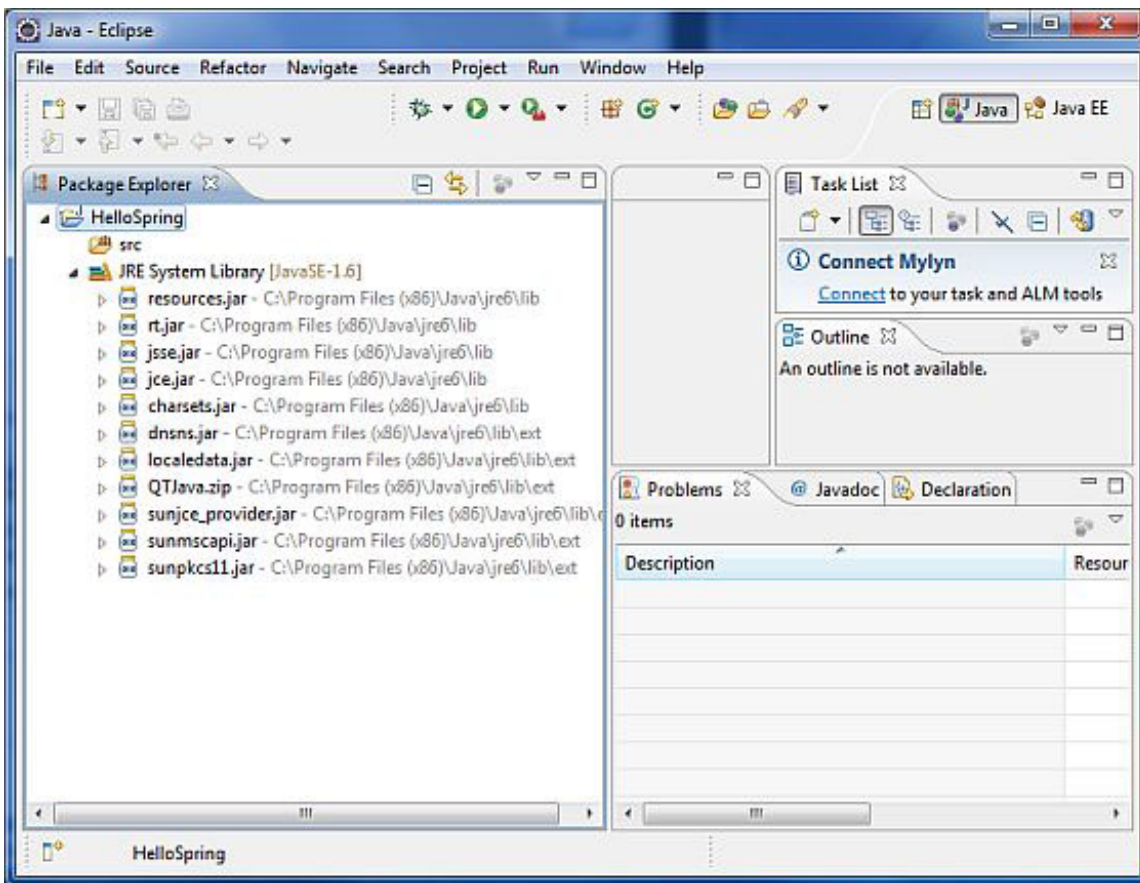 Java - Eclipse
File Edit Source Refactor Navigate Search Project Run Window Help
Java Java EE
Package Explorer
HelloSpring
src
JRE System Library [JavaSE-1.6]
resources.jar - C:\Program Files (x86)\Java\jre6\lib
rt.jar - C:\Program Files (x86)\Java\jre6\lib
jsse.jar - C:\Program Files (x86)\Java\jre6\lib
jce.jar - C:\Program Files (x86)\Java\jre6\lib
charsets.jar - C:\Program Files (x86)\Java\jre6\lib
dnsns.jar - C:\Program Files (x86)\Java\jre6\lib\ext
localedata.jar - C:\Program Files (x86)\Java\jre6\lib\ext
QTJava.zip - C:\Program Files (x86)\Java\jre6\lib\ext
sunjce_provider.jar - C:\Program Files (x86)\Java\jre6\lib\e
sunmscapi.jar - C:\Program Files (x86)\Java\jre6\lib\ext
sunpkcs11.jar - C:\Program Files (x86)\Java\jre6\lib\ext
Task List
Connect Mylyn
Connect to your task and ALM tools
Outline
An outline is not available.
Problems @ Javadoc Declaration
0 items
Description Resour
HelloSpring